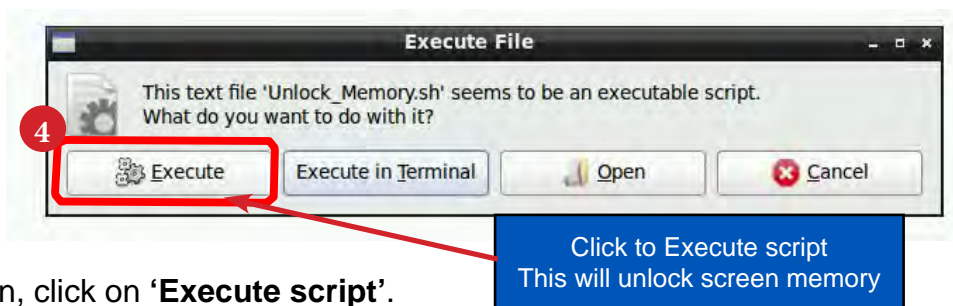 Execute File
This text file 'Unlock_Memory.sh' seems to be an executable script.
What do you want to do with it?
4
Execute
Execute in Terminal
Open
Cancel
Click to Execute script
This will unlock screen memory
n, click on ‘Execute script’.